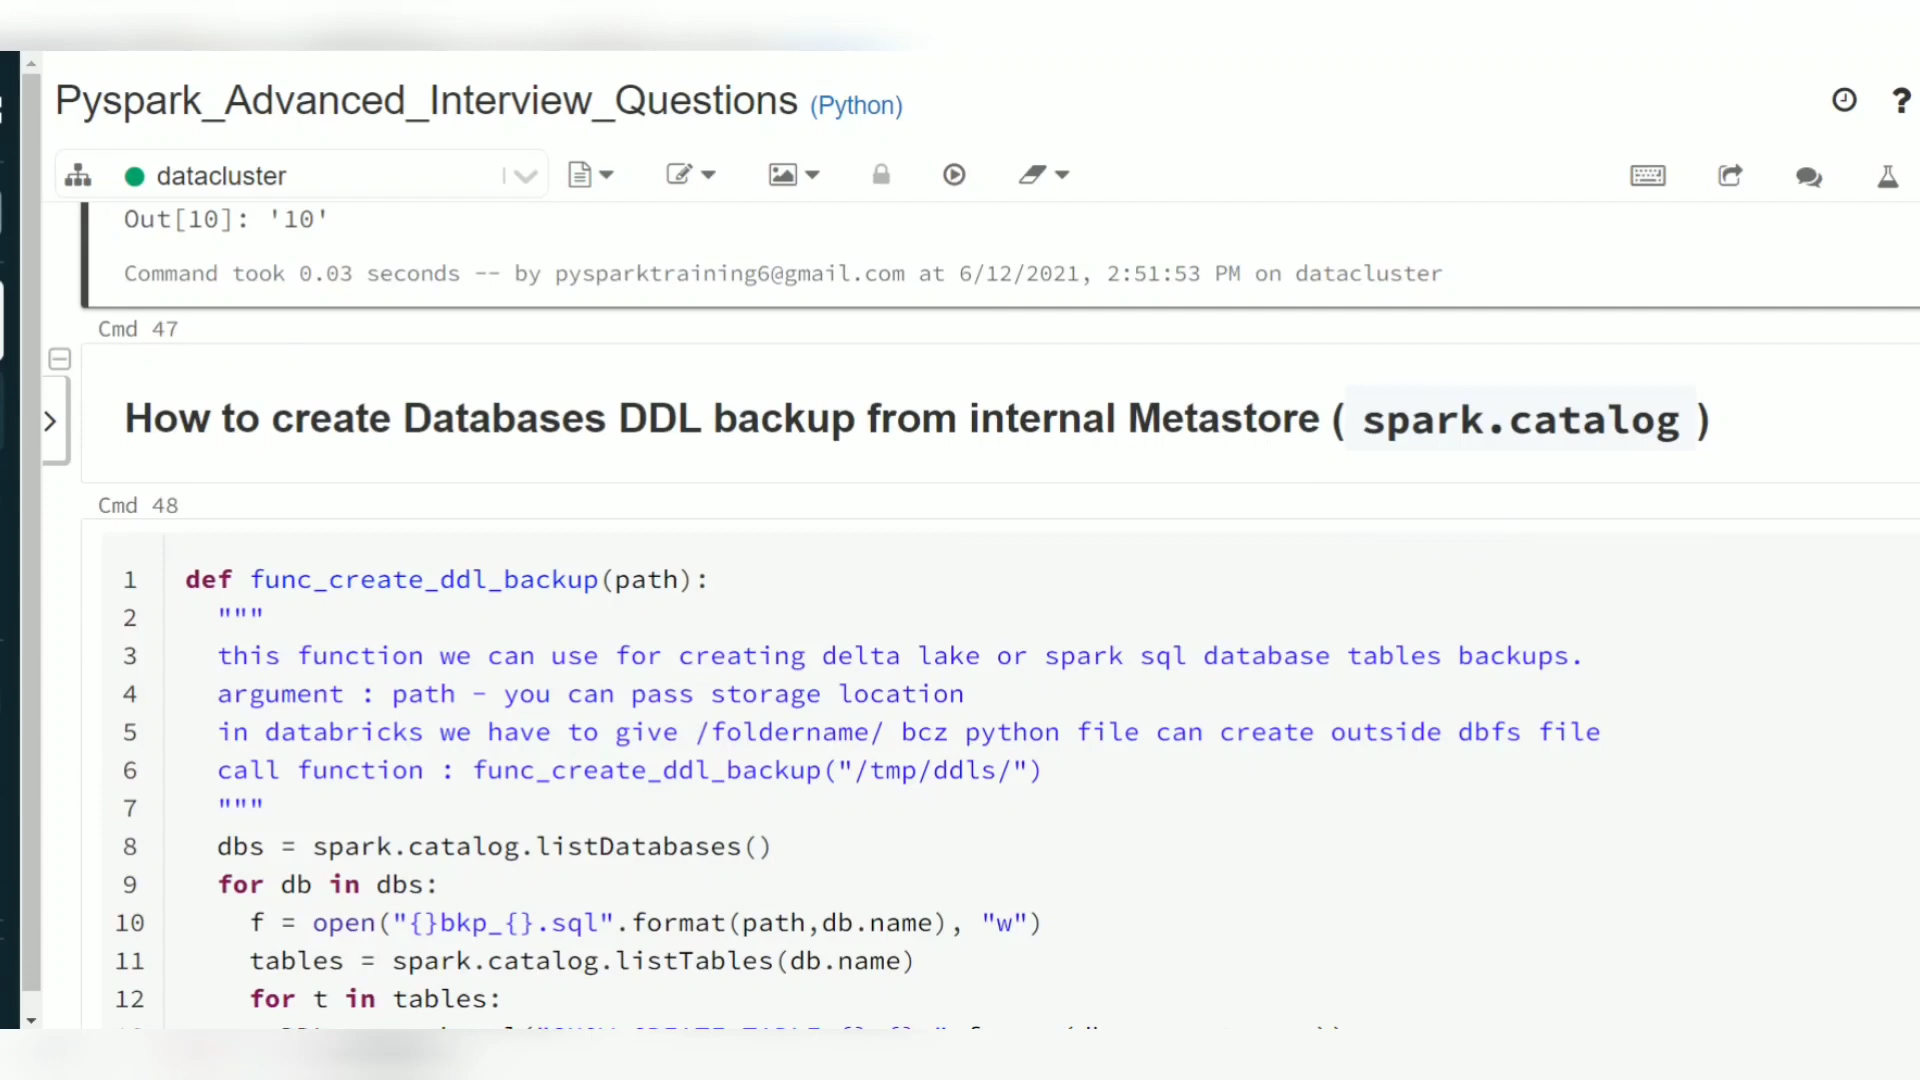 Pyspark_Advanced_Interview_Questions (Python)
?
datacluster
Out[10]: '10'
Command took 0.03 seconds -- by pysparktraining6@gmail.com at 6/12/2021, 2:51:53 PM on datacluster
Cmd 47
How to create Databases DDL backup from internal Metastore ( spark.catalog )
Cmd 48
1 def func_create_ddl_backup(path):
2 """
3 this function we can use for creating delta lake or spark sql database tables backups.
4 argument : path - you can pass storage location
5 in databricks we have to give /foldername/ bcz python file can create outside dbfs file
6 call function : func_create_ddl_backup("/tmp/ddls/")
7 """
8 dbs = spark.catalog.listDatabases()
9 for db in dbs:
10 f = open("{}bkp_{}.sql".format(path,db.name), "w")
11 tables = spark.catalog.listTables(db.name)
12 for t in tables: